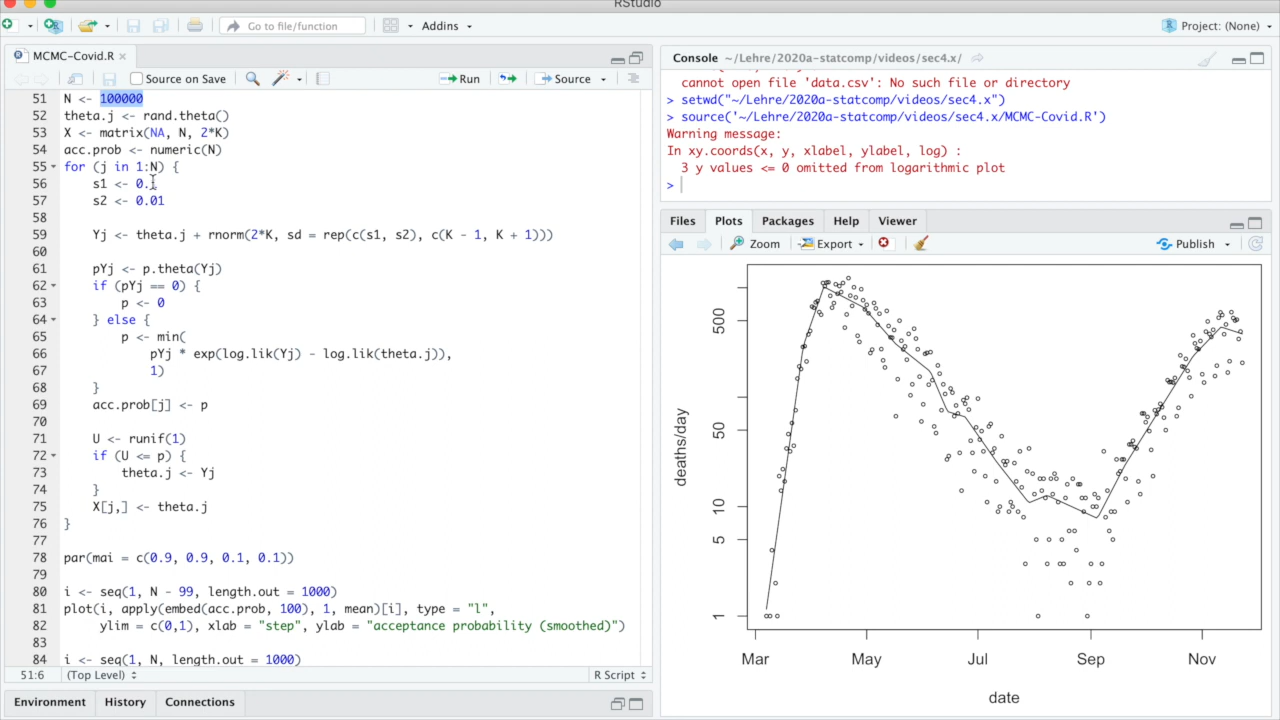 RStudio
Go to file/function
Addins
Project: (None)
MCMC-Covid.R
Source on Save
Run
Source
51 N <- 100000
52 theta.j <- rand.theta()
53 X <- matrix(NA, N, 2*K)
54 acc.prob <- numeric(N)
55 for (j in 1:N) {
56 s1 <- 0.
57 s2 <- 0.01
58
59 Yj <- theta.j + rnorm(2*K, sd = rep(c(s1, s2), c(K - 1, K + 1)))
60
61 pYj <- p.theta(Yj)
62 if (pYj == 0) {
63 p <- 0
64 } else {
65 p <- min(
66 pYj * exp(log.lik(Yj) - log.lik(theta.j)),
67 1)
68 }
69 acc.prob[j] <- p
70
71 U <- runif(1)
72 if (U <= p) {
73 theta.j <- Yj
74 }
75 X[j,] <- theta.j
76 }
77
78 par(mai = c(0.9, 0.9, 0.1, 0.1))
79
80 i <- seq(1, N - 99, length.out = 1000)
81 plot(i, apply(embed(acc.prob, 100), 1, mean)[i], type = "l",
82 ylim = c(0,1), xlab = "step", ylab = "acceptance probability (smoothed)")
83
84 i <- seq(1, N, length.out = 1000)
51:6 (Top Level) R Script
Environment History Connections
Console ~/Lehre/2020a-statcomp/videos/sec4.x/
cannot open file 'data.csv': No such file or directory
> setwd("~/Lehre/2020a-statcomp/videos/sec4.x")
> source('~/Lehre/2020a-statcomp/videos/sec4.x/MCMC-Covid.R')
Warning message:
In xy.coords(x, y, xlabel, ylabel, log) :
3 y values <= 0 omitted from logarithmic plot
>
Files Plots Packages Help Viewer
Zoom Export Publish
deaths/day
500
50
10
5
1
Mar May Jul Sep Nov
date